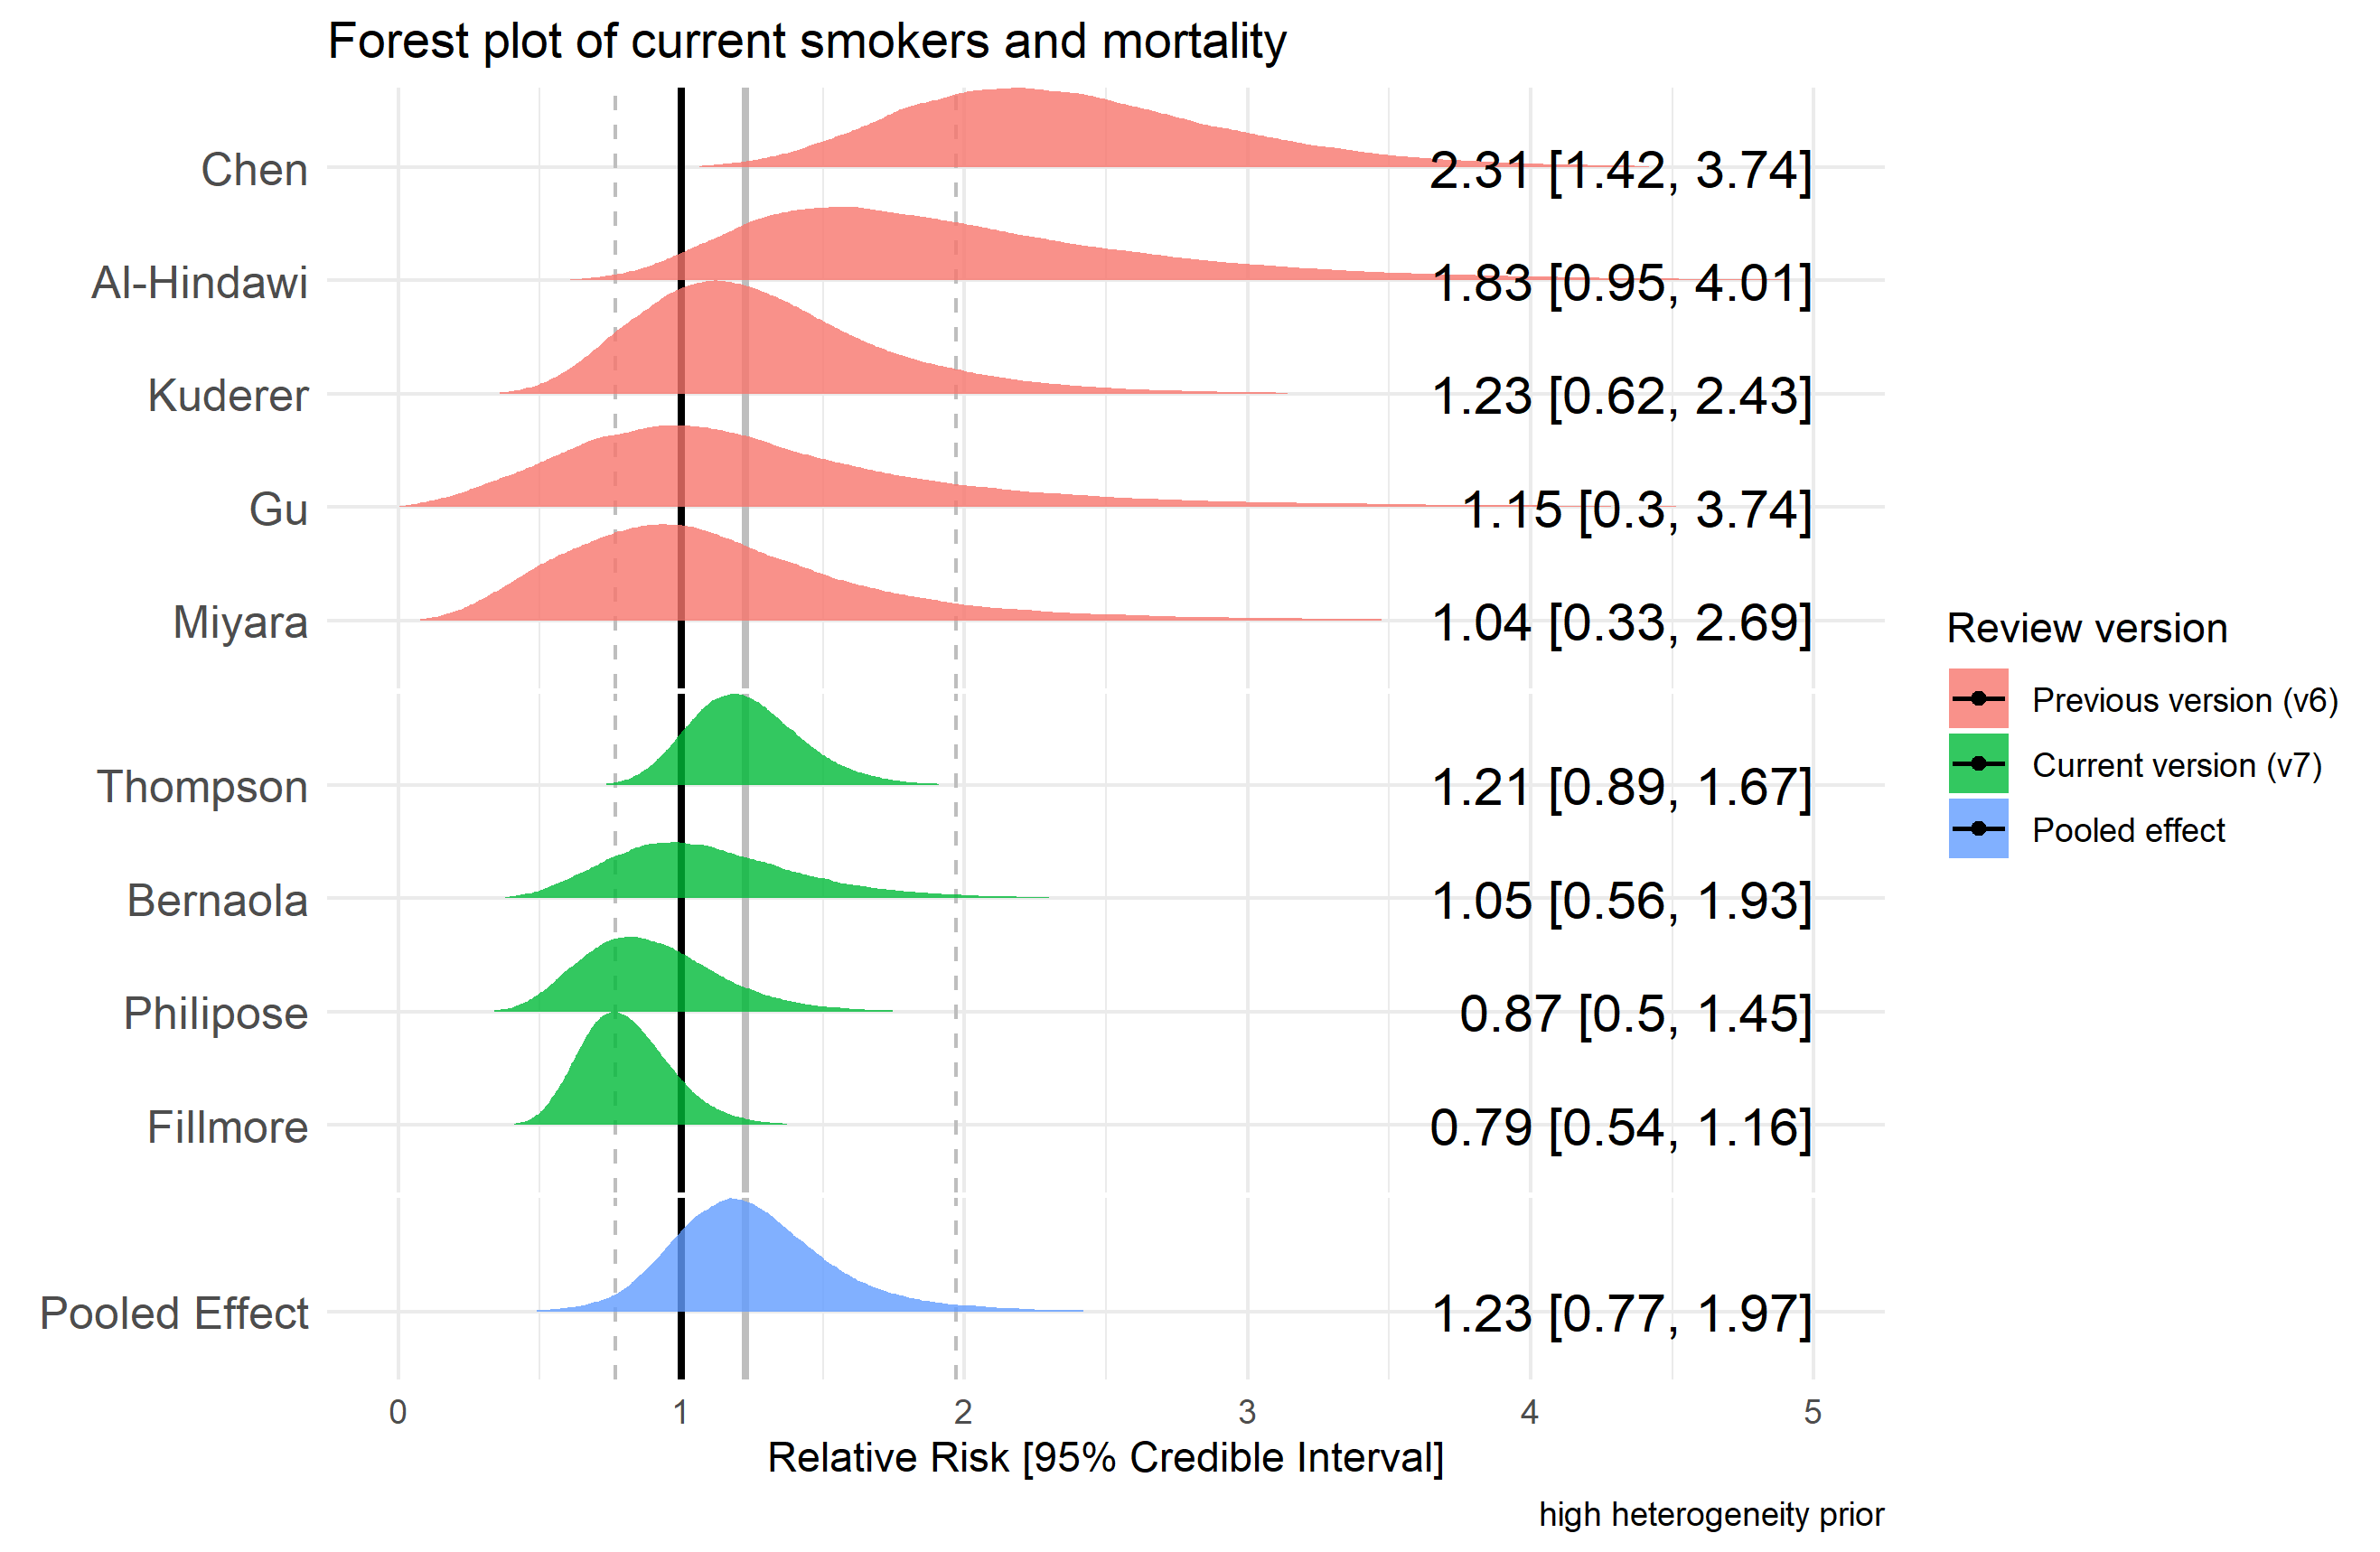 Forest plot of current smokers and mortality
Chen 2.31 [1.42, 3.74]
Al-Hindawi 1.83 [0.95, 4.01]
Kuderer 1.23 [0.62, 2.43]
Gu 1.15 [0.3, 3.74]
Miyara 1.04 [0.33, 2.69]
Thompson 1.21 [0.89, 1.67]
Bernaola 1.05 [0.56, 1.93]
Philipose 0.87 [0.5, 1.45]
Fillmore 0.79 [0.54, 1.16]
Pooled Effect 1.23 [0.77, 1.97]
0 1 2 3 4 5
Relative Risk [95% Credible Interval]
high heterogeneity prior
Review version
Previous version (v6)
Current version (v7)
Pooled effect